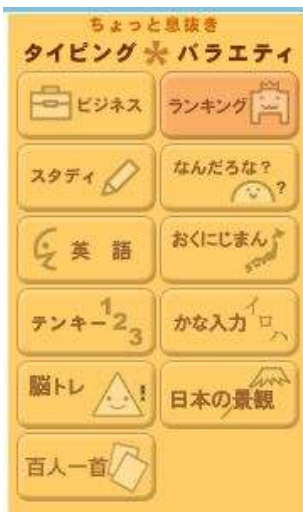 ちょっと息抜き
タイピング＊バラエティ
ビジネス
ランキング
スタディ
なんだろな？
?
英 語
おくにじまん
テンキー123
かな入力イロハ
脳トレ
日本の景観
百人一首